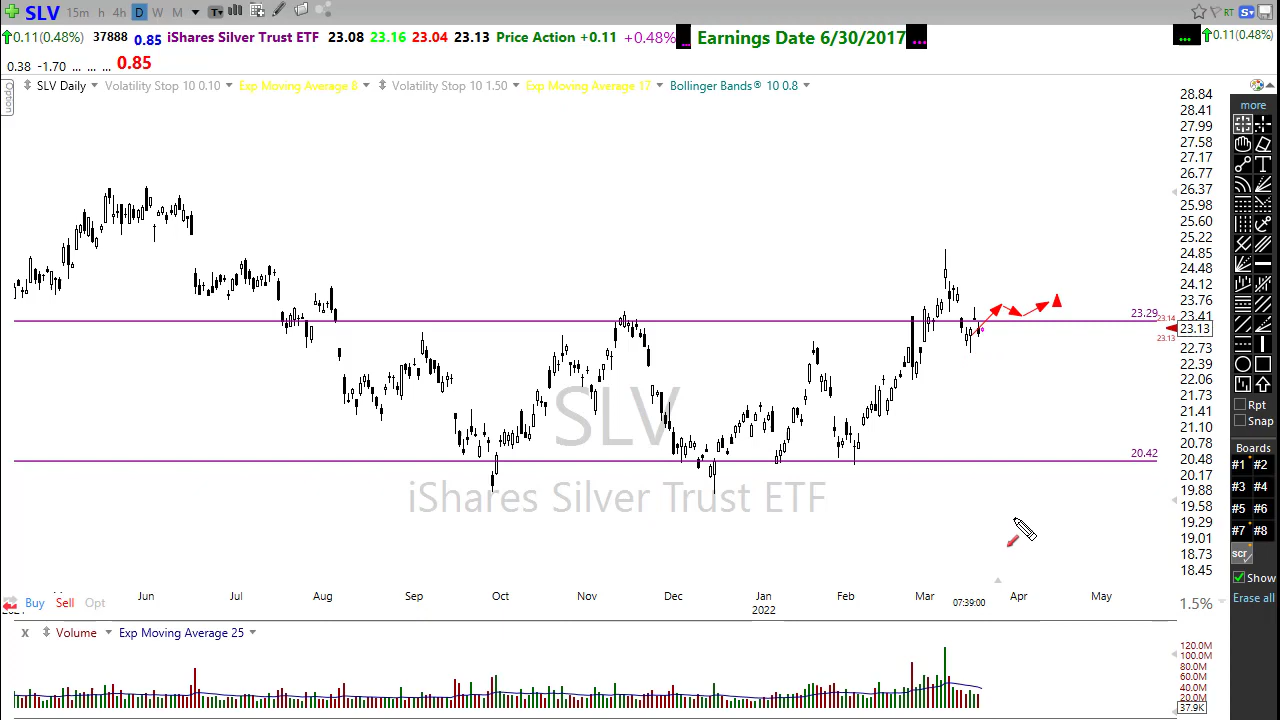 SLV 15m h 4h D W M T RT S
0.11(0.48%) 37888 0.85 iShares Silver Trust ETF 23.08 23.16 23.04 23.13 Price Action +0.11 +0.48% ... Earnings Date 6/30/2017 ... ... 0.11(0.48%)
0.38 -1.70 ... ... ... 0.85
Option
SLV Daily Volatility Stop 10 0.10 Exp Moving Average 8 Volatility Stop 10 1.50 Exp Moving Average 17 Bollinger Bands® 10 0.8
28.84
28.41
27.99
27.58
27.17
26.77
26.37
25.98
25.60
25.22
24.85
24.48
24.12
23.76
23.41
23.13
22.73
22.39
22.06
21.73
21.41
21.10
20.78
20.48
20.17
19.88
19.58
19.29
19.01
18.73
18.45
23.29
23.14
23.13
20.42
SLV
iShares Silver Trust ETF
more
T
Rpt
Snap
Boards
#1 #2
#3 #4
#5 #6
#7 #8
scr
Show
Erase all
Jun Jul Aug Sep Oct Nov Dec Jan Feb Mar Apr May
2022
07:39:00
Buy Sell Opt
1.5%
x Volume Exp Moving Average 25
120.0M
100.0M
80.0M
60.0M
40.0M
20.0M
37.9K